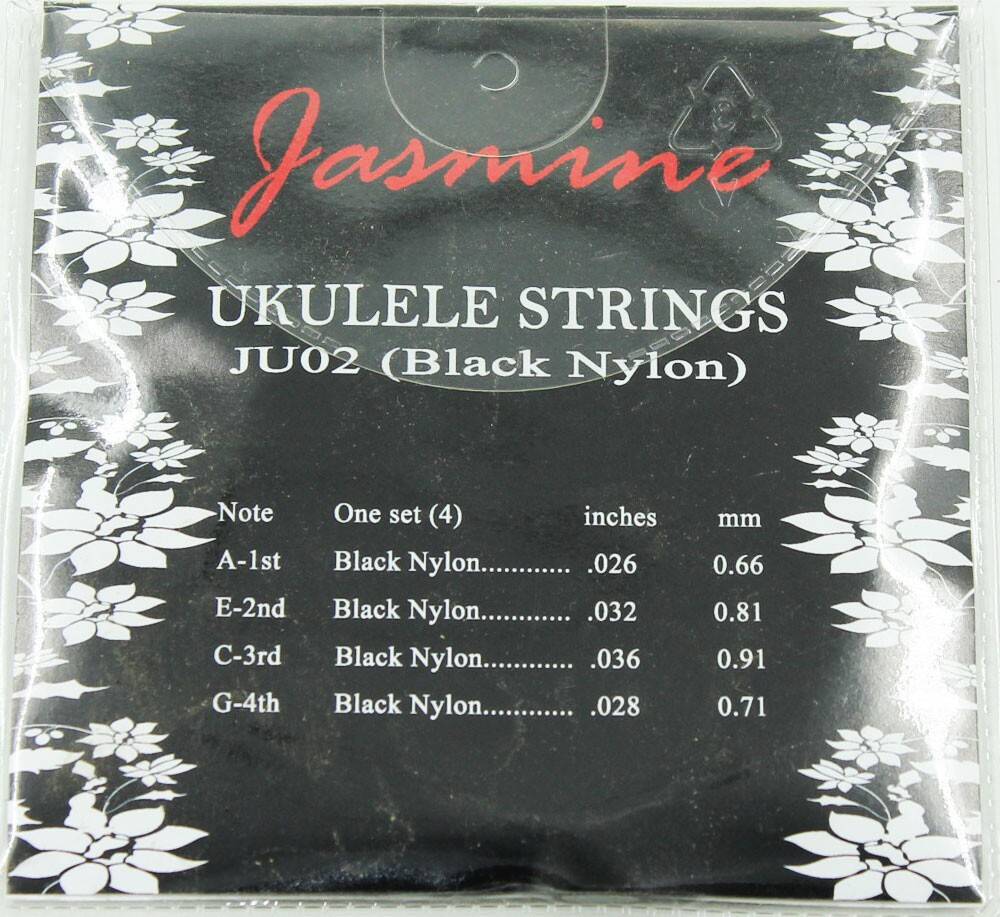 Jasmine
UKULELE STRINGS
JU02 (Black Nylon)
Note One set (4) inches mm
A-1st Black Nylon............ .026 0.66
E-2nd Black Nylon............ .032 0.81
C-3rd Black Nylon............ .036 0.91
G-4th Black Nylon............ .028 0.71